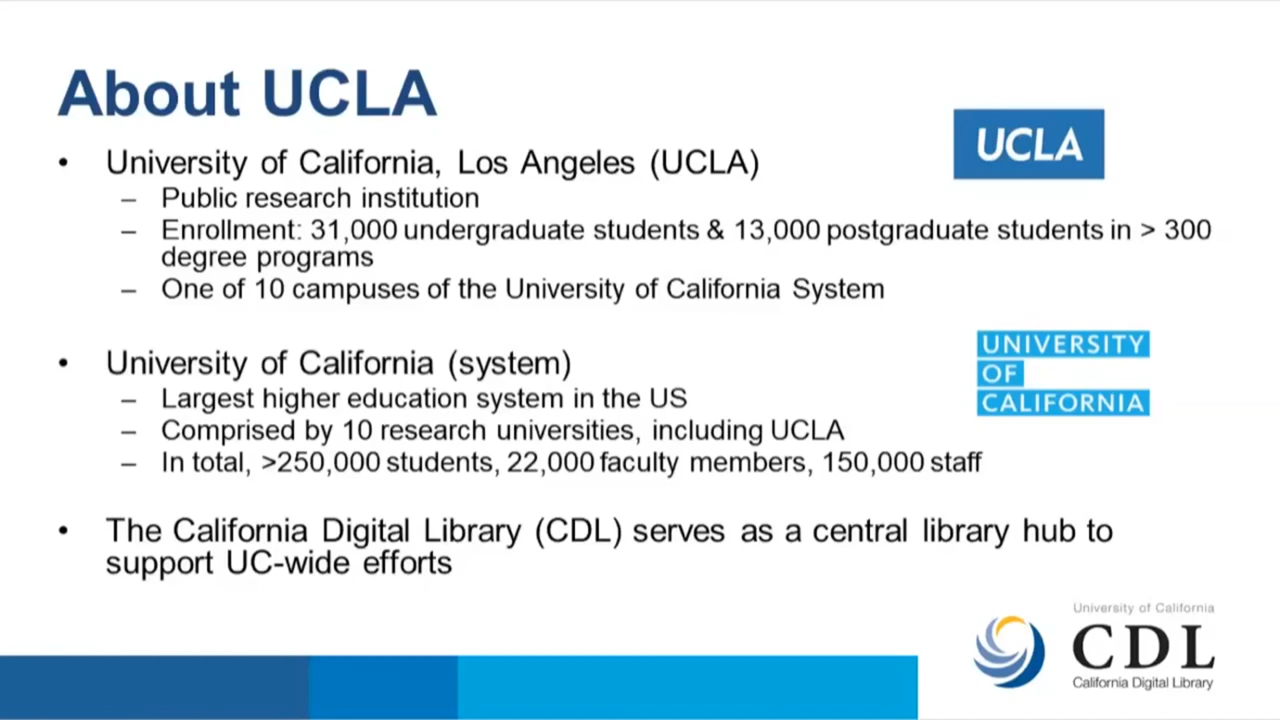 About UCLA
UCLA
• University of California, Los Angeles (UCLA)
– Public research institution
– Enrollment: 31,000 undergraduate students & 13,000 postgraduate students in > 300
degree programs
– One of 10 campuses of the University of California System
• University of California (system)
UNIVERSITY
OF
CALIFORNIA
– Largest higher education system in the US
– Comprised by 10 research universities, including UCLA
– In total, >250,000 students, 22,000 faculty members, 150,000 staff
• The California Digital Library (CDL) serves as a central library hub to
support UC-wide efforts
University of California
CDL
California Digital Library